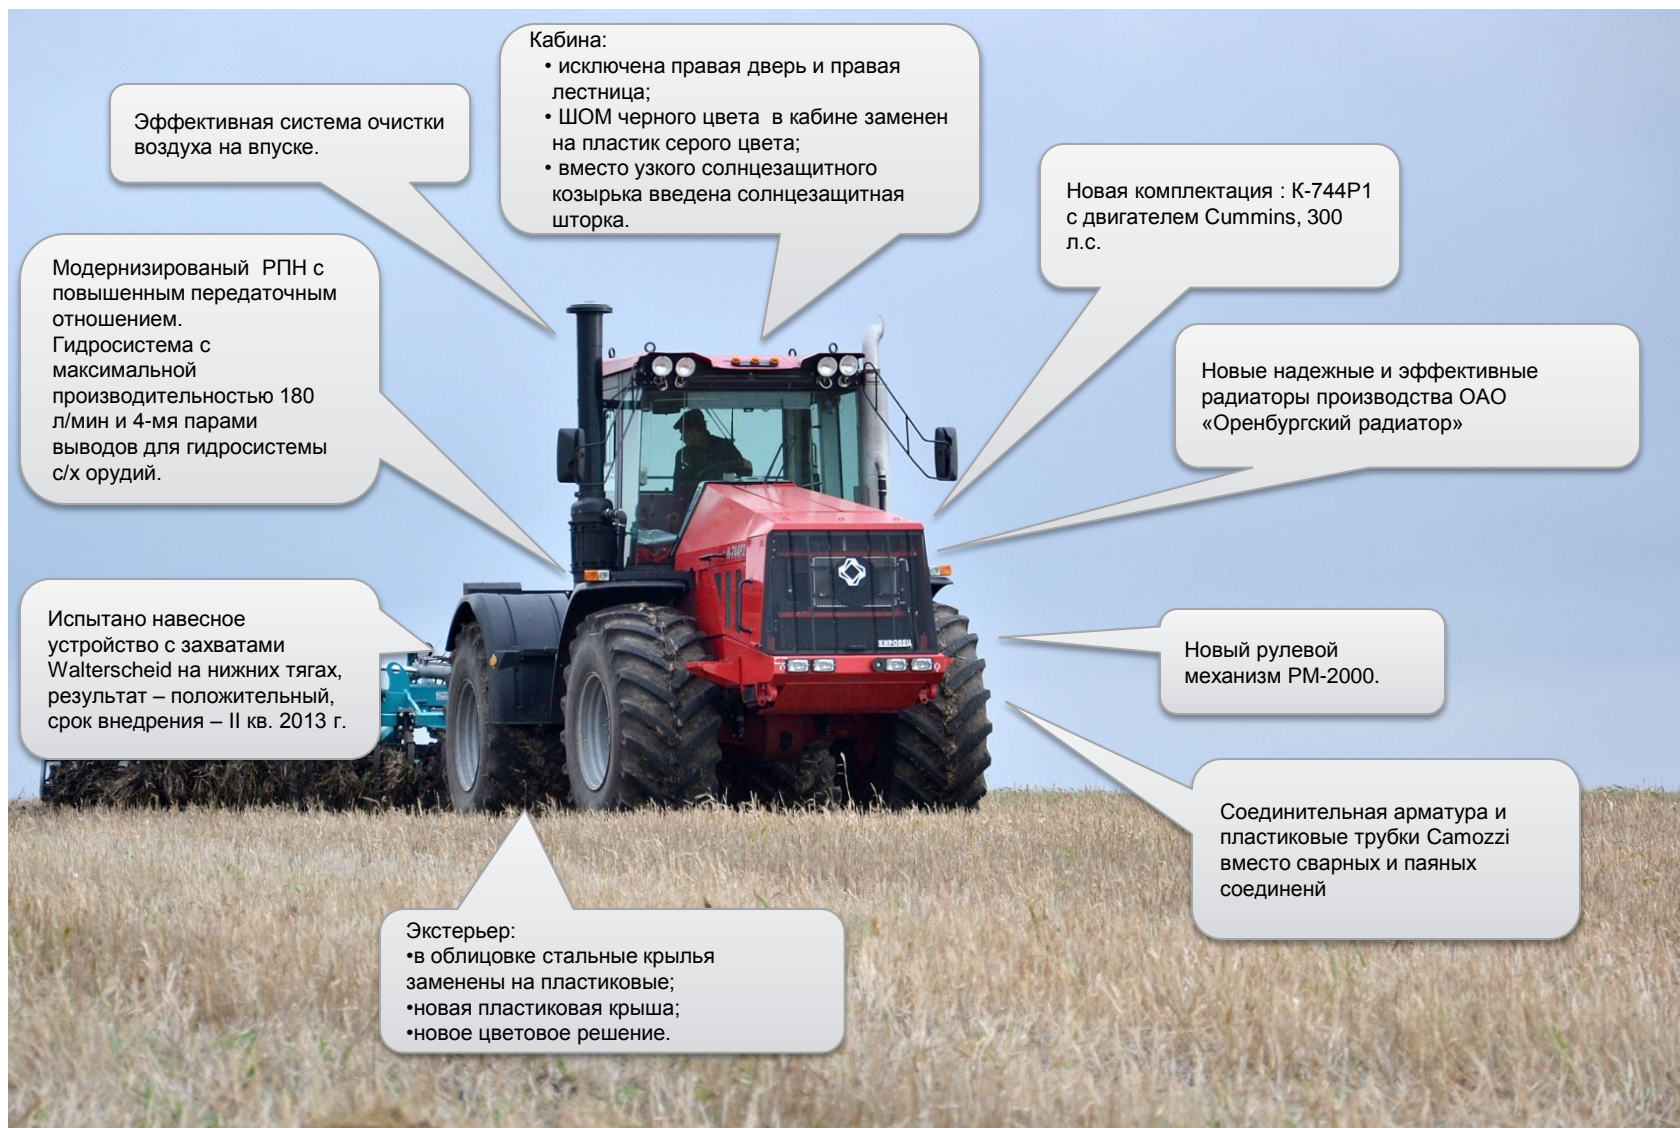 Кабина:
• исключена правая дверь и правая
лестница;
• ШОМ черного цвета в кабине заменен
на пластик серого цвета;
• вместо узкого солнцезащитного
козырька введена солнцезащитная
шторка.
Эффективная система очистки
воздуха на впуске.
Новая комплектация : К-744Р1
с двигателем Cummins, 300
л.с.
Модернизированый РПН с
повышенным передаточным
отношением.
Гидросистема с
максимальной
производительностью 180
л/мин и 4-мя парами
выводов для гидросистемы
с/х орудий.
Новые надежные и эффективные
радиаторы производства ОАО
«Оренбургский радиатор»
К-744Р1
КИРОВЕЦ
Испытано навесное
устройство с захватами
Walterscheid на нижних тягах,
результат – положительный,
срок внедрения – II кв. 2013 г.
Новый рулевой
механизм РМ-2000.
Соединительная арматура и
пластиковые трубки Camozzi
вместо сварных и паяных
соединенй
Экстерьер:
•в облицовке стальные крылья
заменены на пластиковые;
•новая пластиковая крыша;
•новое цветовое решение.